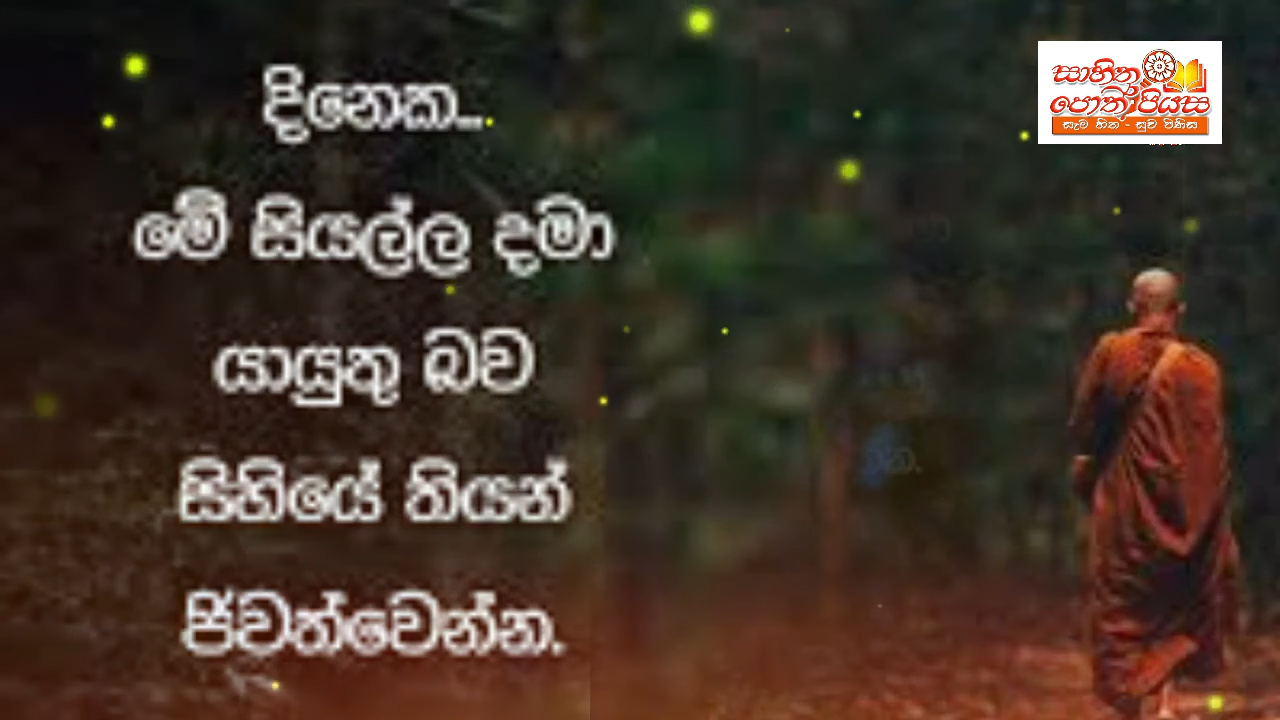 දිනෙක...
මේ සියල්ල දමා
යායුතු බව
සිහියේ තියන්
ජීවත්වෙන්න.
සාහිත්‍ය
පොත් පියස
සැම හිත - සුව පිණිස